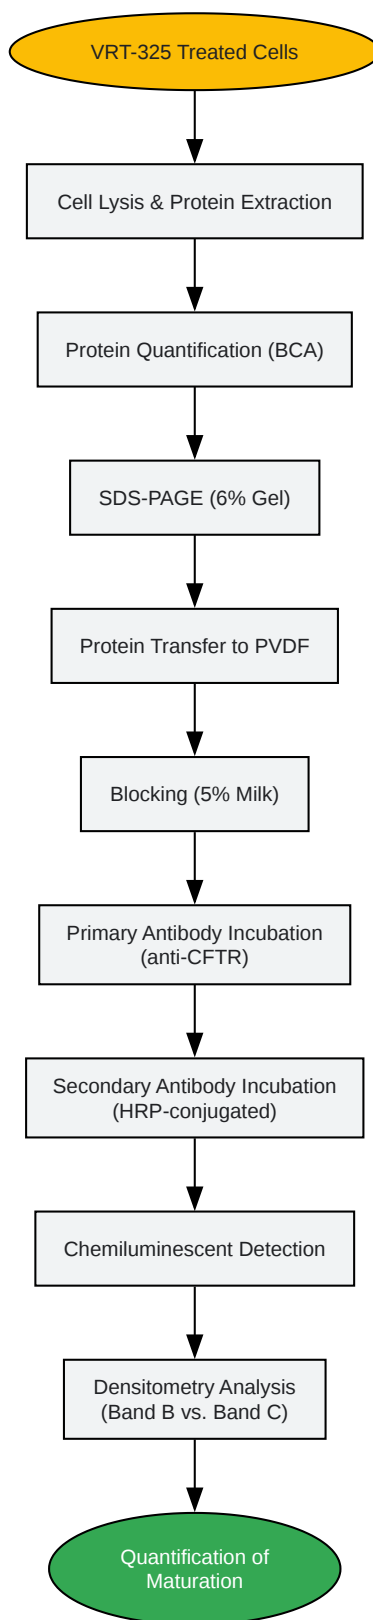 VRT-325 Treated Cells
Cell Lysis & Protein Extraction
Protein Quantification (BCA)
SDS-PAGE (6% Gel)
Protein Transfer to PVDF
Blocking (5% Milk)
Primary Antibody Incubation
(anti-CFTR)
Secondary Antibody Incubation
(HRP-conjugated)
Chemiluminescent Detection
Densitometry Analysis
(Band B vs. Band C)
Quantification of
Maturation